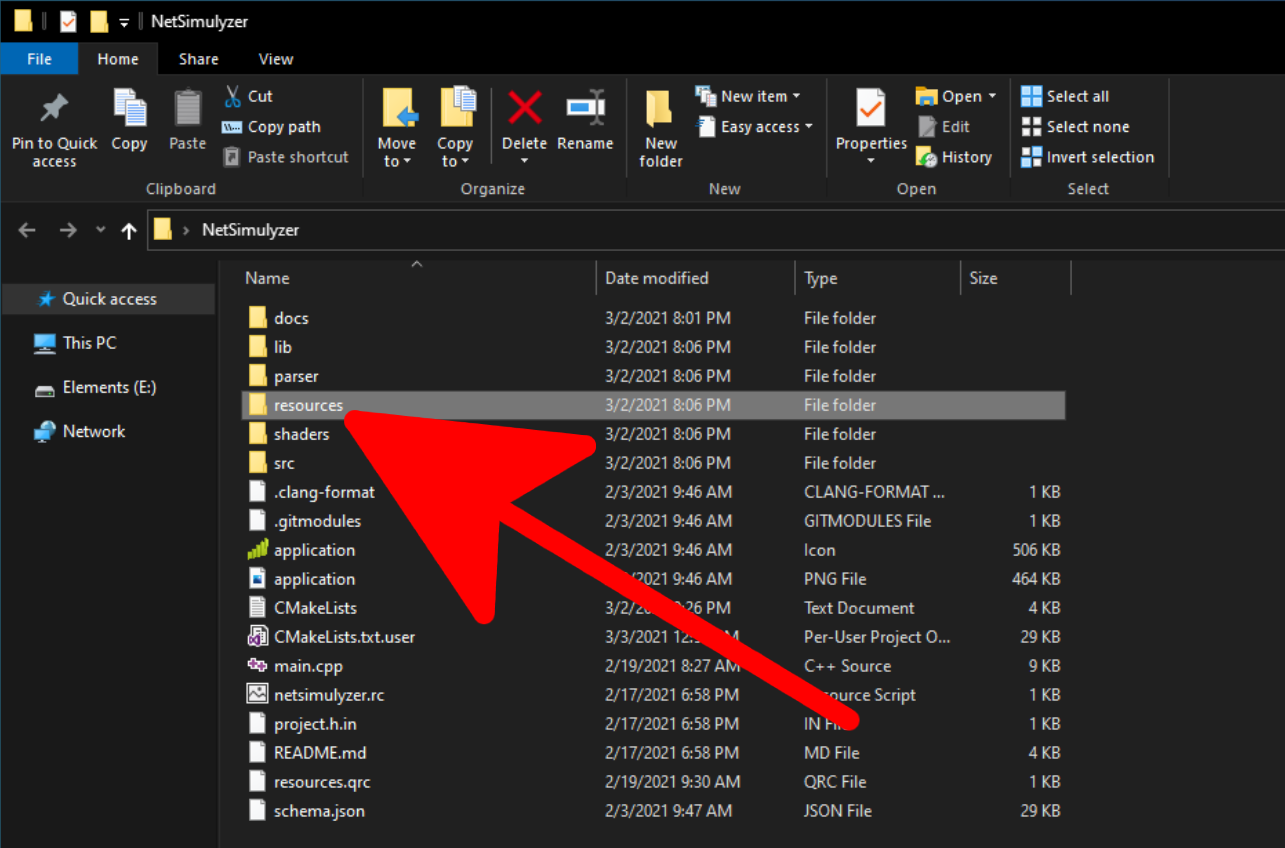 NetSimulyzer
File Home Share View
Pin to Quick access
Copy
Paste
Cut
Copy path
Paste shortcut
Clipboard
Move to
Copy to
Delete
Rename
Organize
New folder
New item
Easy access
New
Properties
Open
Edit
History
Open
Select all
Select none
Invert selection
Select
NetSimulyzer
Quick access
This PC
Elements (E:)
Network
Name Date modified Type Size
docs 3/2/2021 8:01 PM File folder
lib 3/2/2021 8:06 PM File folder
parser 3/2/2021 8:06 PM File folder
resources 3/2/2021 8:06 PM File folder
shaders 3/2/2021 8:06 PM File folder
src 3/2/2021 8:06 PM File folder
.clang-format 2/3/2021 9:46 AM CLANG-FORMAT ... 1 KB
.gitmodules 2/3/2021 9:46 AM GITMODULES File 1 KB
application 2/3/2021 9:46 AM Icon 506 KB
application 9:46 AM PNG File 464 KB
CMakeLists PM Text Document 4 KB
CMakeLists.txt.user 3/3/2021 Per-User Project O... 29 KB
main.cpp 2/19/2021 8:27 AM C++ Source 9 KB
netsimulyzer.rc 2/17/2021 6:58 PM Script 1 KB
project.h.in 2/17/2021 6:58 PM IN 1 KB
README.md 2/17/2021 6:58 PM MD File 4 KB
resources.qrc 2/19/2021 9:30 AM QRC File 1 KB
schema.json 2/3/2021 9:47 AM JSON File 29 KB